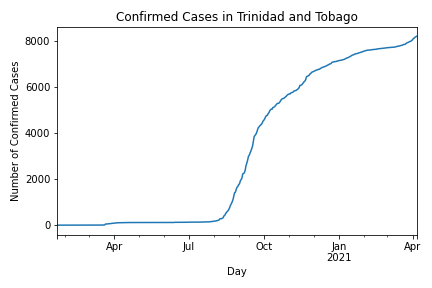 Confirmed Cases in Trinidad and Tobago
Number of Confirmed Cases
8000
6000
4000
2000
0
Apr
Jul
Oct
Jan
2021
Apr
Day